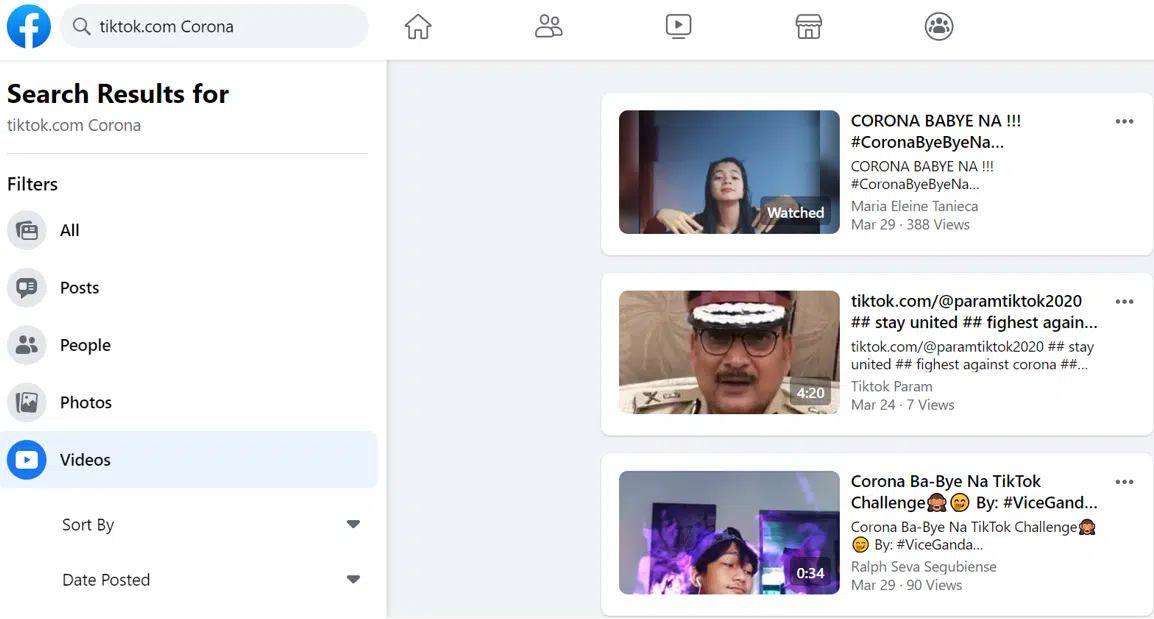 tiktok.com Corona
Search Results for
tiktok.com Corona
Filters
All
Posts
People
Photos
Videos
Sort By
Date Posted
CORONA BABYE NA !!!
#CoronaByeByeNa...
CORONA BABYE NA !!!
#CoronaByeByeNa...
Maria Eleine Tanieca
Mar 29 · 388 Views
Watched
tiktok.com/@paramtiktok2020
## stay united ## fighest again...
tiktok.com/@paramtiktok2020 ## stay
united ## fighest against corona ##...
Tiktok Param
Mar 24 · 7 Views
4:20
Corona Ba-Bye Na TikTok
Challenge🙈😋 By: #ViceGand...
Corona Ba-Bye Na TikTok Challenge🙈
😋 By: #ViceGanda...
Ralph Seva Segubiense
Mar 29 · 90 Views
0:34